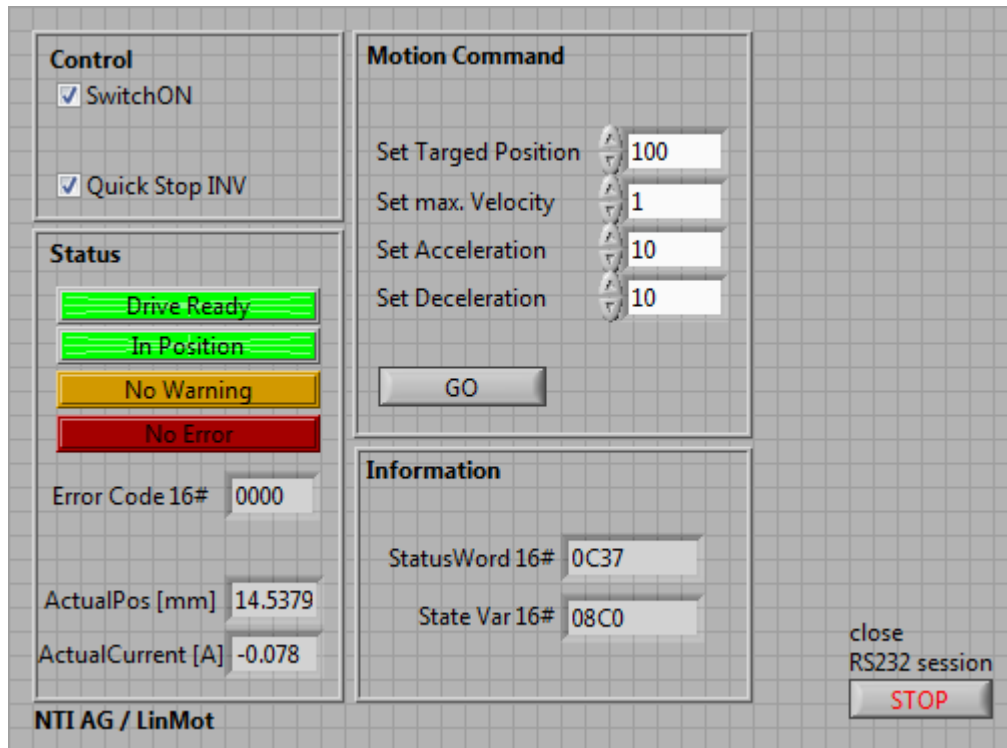 Control
SwitchON
Quick Stop INV
Status
Drive Ready
In Position
No Warning
No Error
Error Code 16# 0000
ActualPos [mm] 14.5379
ActualCurrent [A] -0.078
NTI AG / LinMot
Motion Command
Set Targed Position 100
Set max. Velocity 1
Set Acceleration 10
Set Deceleration 10
GO
Information
StatusWord 16# 0C37
State Var 16# 08C0
close
RS232 session
STOP